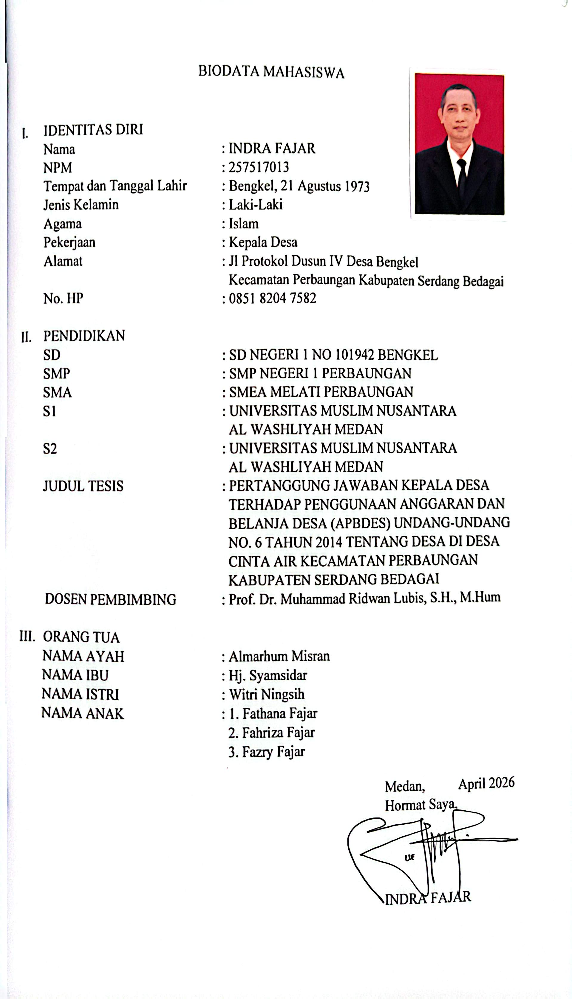 BIODATA MAHASISWA
I. IDENTITAS DIRI
Nama : INDRA FAJAR
NPM : 257517013
Tempat dan Tanggal Lahir : Bengkel, 21 Agustus 1973
Jenis Kelamin : Laki-Laki
Agama : Islam
Pekerjaan : Kepala Desa
Alamat : Jl Protokol Dusun IV Desa Bengkel
Kecamatan Perbaungan Kabupaten Serdang Bedagai
No. HP : 0851 8204 7582
II. PENDIDIKAN
SD : SD NEGERI 1 NO 101942 BENGKEL
SMP : SMP NEGERI 1 PERBAUNGAN
SMA : SMEA MELATI PERBAUNGAN
S1 : UNIVERSITAS MUSLIM NUSANTARA
AL WASHLIYAH MEDAN
S2 : UNIVERSITAS MUSLIM NUSANTARA
AL WASHLIYAH MEDAN
JUDUL TESIS : PERTANGGUNG JAWABAN KEPALA DESA
TERHADAP PENGGUNAAN ANGGARAN DAN
BELANJA DESA (APBDES) UNDANG-UNDANG
NO. 6 TAHUN 2014 TENTANG DESA DI DESA
CINTA AIR KECAMATAN PERBAUNGAN
KABUPATEN SERDANG BEDAGAI
DOSEN PEMBIMBING : Prof. Dr. Muhammad Ridwan Lubis, S.H., M.Hum
III. ORANG TUA
NAMA AYAH : Almarhum Misran
NAMA IBU : Hj. Syamsidar
NAMA ISTRI : Witri Ningsih
NAMA ANAK : 1. Fathana Fajar
2. Fahriza Fajar
3. Fazry Fajar
Medan, April 2026
Hormat Saya,
INDRA FAJAR